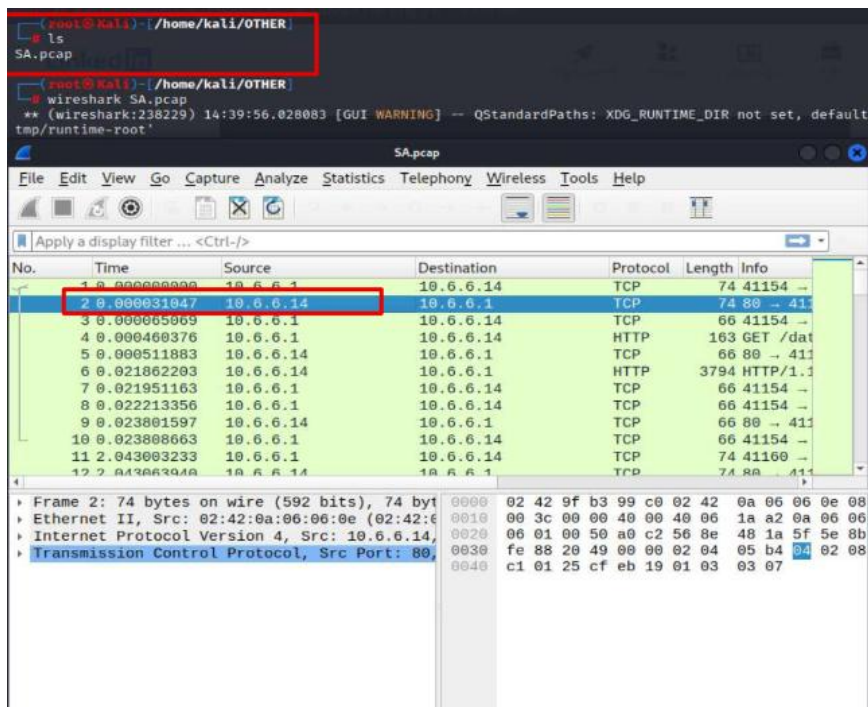 (root㉿Kali)-[/home/kali/OTHER]
# ls
SA.pcap
(root㉿Kali)-[/home/kali/OTHER]
# wireshark SA.pcap
** (wireshark:238229) 14:39:56.028083 [GUI WARNING] -- QStandardPaths: XDG_RUNTIME_DIR not set, default
tmp/runtime-root'
SA.pcap
File Edit View Go Capture Analyze Statistics Telephony Wireless Tools Help
Apply a display filter ... <Ctrl-/>
No. Time Source Destination Protocol Length Info
1 0.000000000 10.6.6.1 10.6.6.14 TCP 74 41154 →
2 0.000031047 10.6.6.14 10.6.6.1 TCP 74 80 → 411
3 0.000065069 10.6.6.1 10.6.6.14 TCP 66 41154 →
4 0.000460376 10.6.6.1 10.6.6.14 HTTP 163 GET /dat
5 0.000511883 10.6.6.14 10.6.6.1 TCP 66 80 → 411
6 0.021862203 10.6.6.14 10.6.6.1 HTTP 3794 HTTP/1.1
7 0.021951163 10.6.6.1 10.6.6.14 TCP 66 41154 →
8 0.022213356 10.6.6.1 10.6.6.14 TCP 66 41154 →
9 0.023801597 10.6.6.14 10.6.6.1 TCP 66 80 → 411
10 0.023808663 10.6.6.1 10.6.6.14 TCP 66 41154 →
11 2.043003233 10.6.6.1 10.6.6.14 TCP 74 41160 →
12 2.043063940 10.6.6.14 10.6.6.1 TCP 74 80 → 411
Frame 2: 74 bytes on wire (592 bits), 74 byt
Ethernet II, Src: 02:42:0a:06:06:0e (02:42:0
Internet Protocol Version 4, Src: 10.6.6.14,
Transmission Control Protocol, Src Port: 80,
0000 02 42 9f b3 99 c0 02 42 0a 06 06 0e 08
0010 00 3c 00 00 40 00 40 06 1a a2 0a 06 06
0020 06 01 00 50 a0 c2 56 8e 48 1a 5f 5e 8b
0030 fe 88 20 49 00 00 02 04 05 b4 04 02 08
0040 c1 01 25 cf eb 19 01 03 03 07